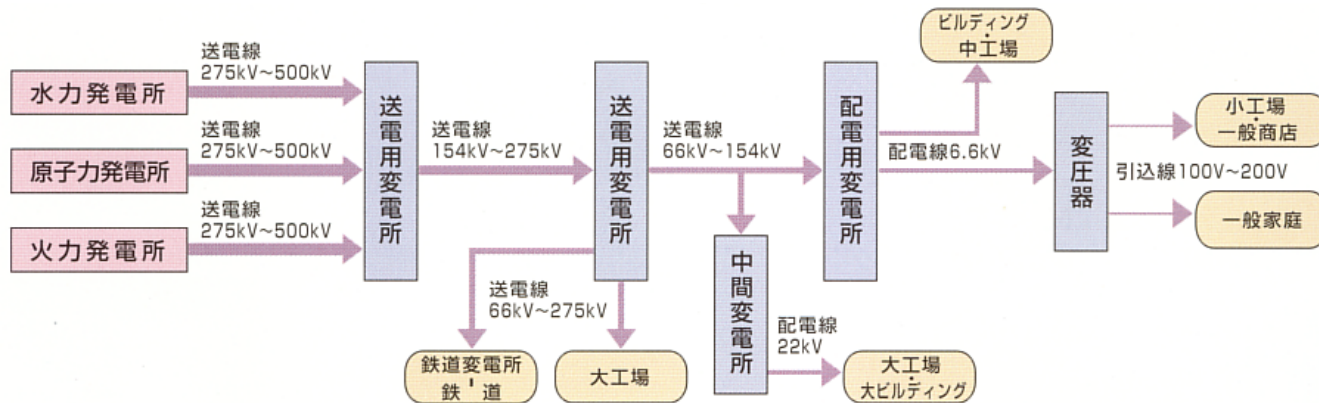 水力発電所
原子力発電所
火力発電所
送電線
275kV~500kV
送電線
275kV~500kV
送電線
275kV~500kV
送電用変電所
送電線
154kV~275kV
送電用変電所
送電線
66kV~275kV
鉄道変電所
鉄道
大工場
送電線
66kV~154kV
中間変電所
配電線
22kV
大工場・
大ビルディング
配電用変電所
ビルディング・
中工場
配電線6.6kV
変圧器
引込線100V~200V
小工場・
一般商店
一般家庭